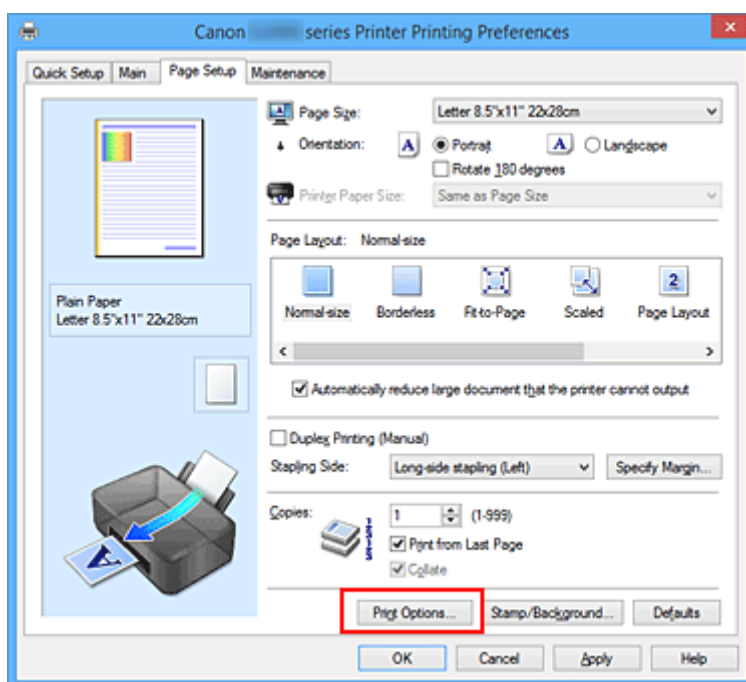 Canon series Printer Printing Preferences
Quick Setup Main Page Setup Maintenance
Page Size: Letter 8.5"x11" 22x28cm
Orientation: A Portrait A Landscape
Rotate 180 degrees
Printer Paper Size: Same as Page Size
Page Layout: Normal-size
Plain Paper
Letter 8.5"x11" 22x28cm
2
Normal-size Borderless Fit-to-Page Scaled Page Layout
Automatically reduce large document that the printer cannot output
Duplex Printing (Manual)
Stapling Side: Long-side stapling (Left) Specify Margin...
Copies: 1 (1-999)
Print from Last Page
Collate
A
Print Options... Stamp/Background... Defaults
OK Cancel Apply Help